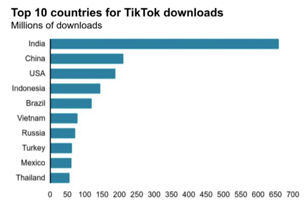 Top 10 countries for TikTok downloads
Millions of downloads
India
China
USA
Indonesia
Brazil
Vietnam
Russia
Turkey
Mexico
Thailand
0 50 100 150 200 250 300 350 400 450 500 550 600 650 700